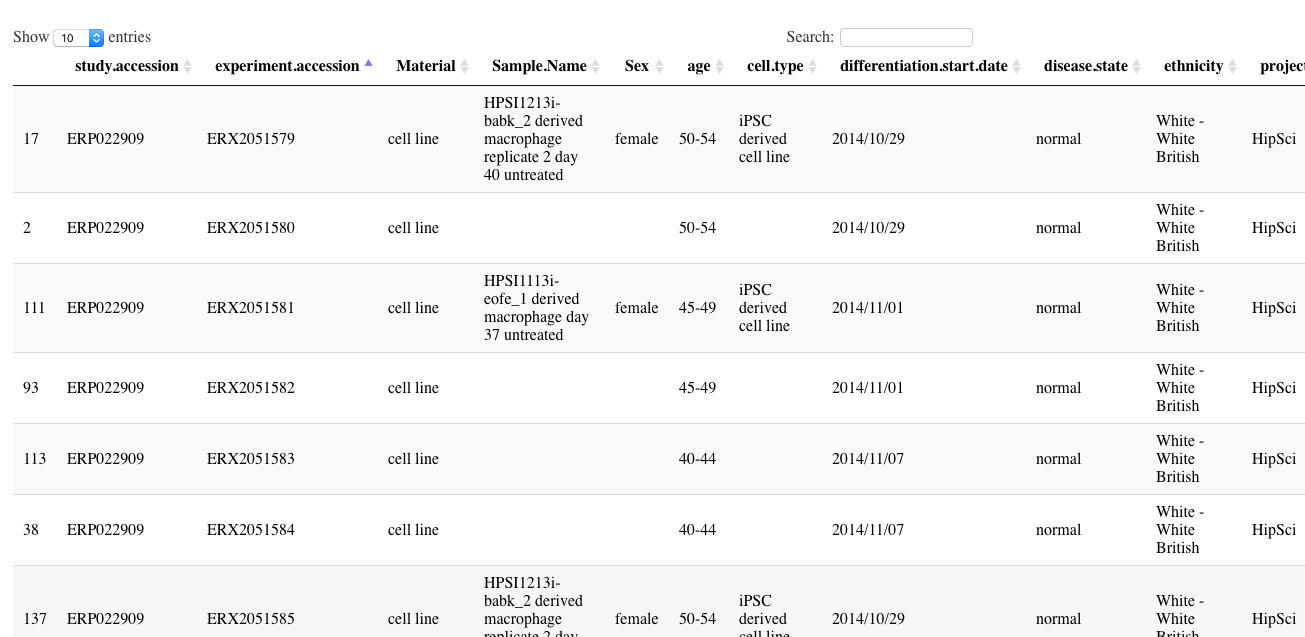 Show 10 entries Search:
study.accession experiment.accession Material Sample.Name Sex age cell.type differentiation.start.date disease.state ethnicity project
17 ERP022909 ERX2051579 cell line HPSI1213i-babk_2 derived macrophage replicate 2 day 40 untreated female 50-54 iPSC derived cell line 2014/10/29 normal White - White British HipSci
2 ERP022909 ERX2051580 cell line 50-54 2014/10/29 normal White - White British HipSci
111 ERP022909 ERX2051581 cell line HPSI1113i-eofe_1 derived macrophage day 37 untreated female 45-49 iPSC derived cell line 2014/11/01 normal White - White British HipSci
93 ERP022909 ERX2051582 cell line 45-49 2014/11/01 normal White - White British HipSci
113 ERP022909 ERX2051583 cell line 40-44 2014/11/07 normal White - White British HipSci
38 ERP022909 ERX2051584 cell line 40-44 2014/11/07 normal White - White British HipSci
137 ERP022909 ERX2051585 cell line HPSI1213i-babk_2 derived macrophage replicate 2 day female 50-54 iPSC derived cell line 2014/10/29 normal White - White British HipSci